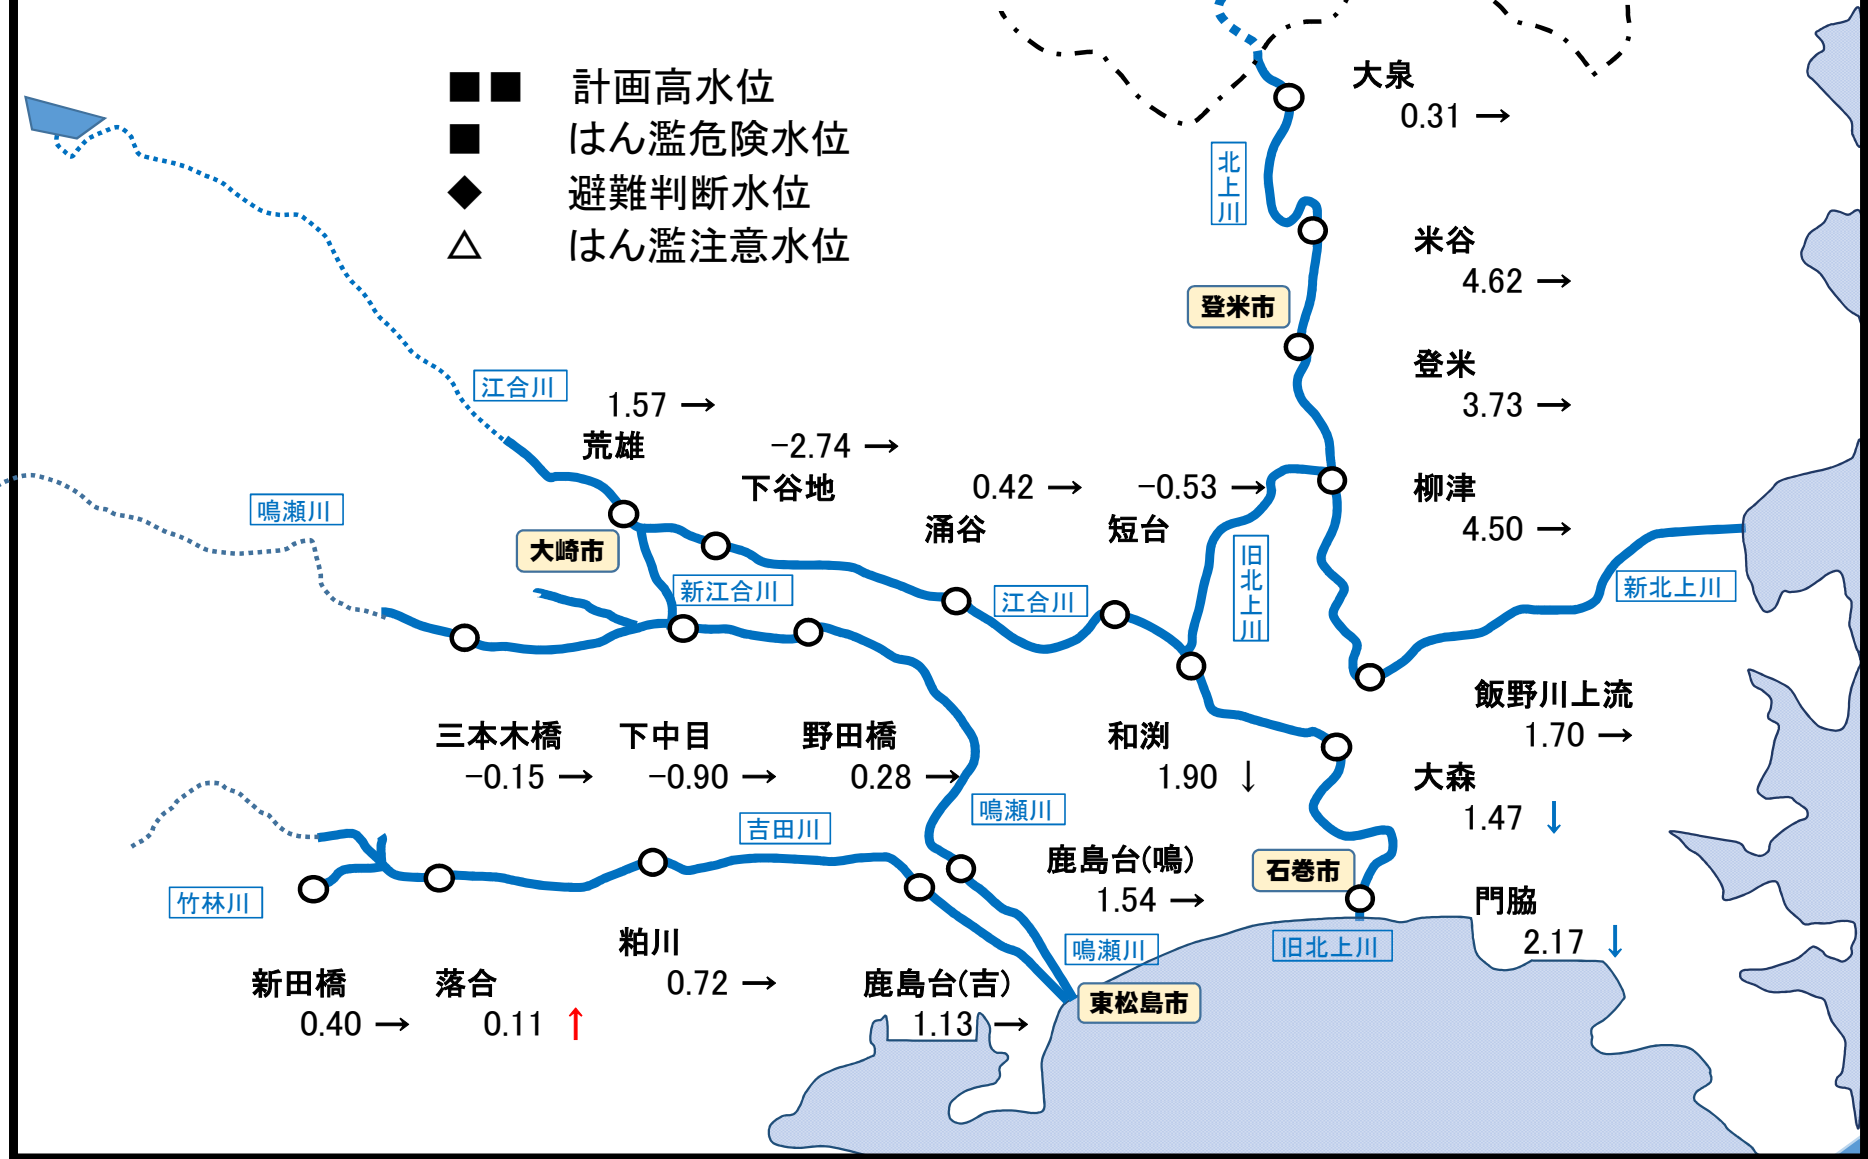 ■■ 計画高水位
■ はん濫危険水位
◆ 避難判断水位
△ はん濫注意水位
大泉
0.31 →
北上川
米谷
4.62 →
登米市
登米
3.73 →
江合川
1.57 →
荒雄
-2.74 →
下谷地
0.42 →
涌谷
-0.53 →
短台
柳津
4.50 →
鳴瀬川
大崎市
新江合川
江合川
旧北上川
新北上川
飯野川上流
1.70 →
三本木橋
-0.15 →
下中目
-0.90 →
野田橋
0.28 →
和渕
1.90 ↓
大森
1.47 ↓
鳴瀬川
吉田川
鹿島台(鳴)
1.54 →
石巻市
門脇
2.17 ↓
竹林川
粕川
0.72 →
鳴瀬川
旧北上川
新田橋
0.40 →
落合
0.11 ↑
鹿島台(吉)
1.13 →
東松島市